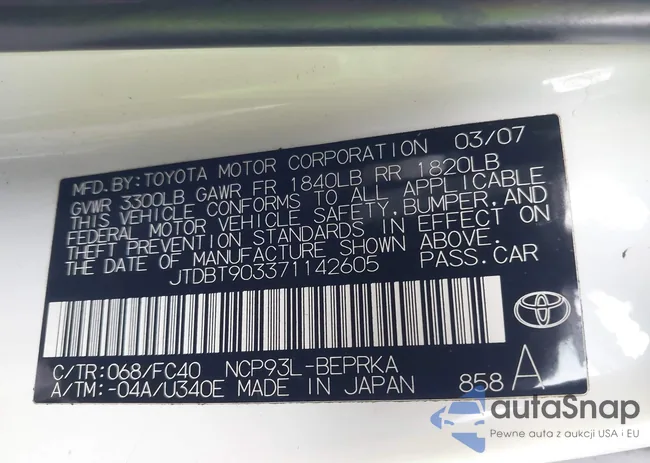 MFD. BY: TOYOTA MOTOR CORPORATION 03/07
GVWR 3300LB GAWR FR 1840LB RR 1820LB
THIS VEHICLE CONFORMS TO ALL APPLICABLE
FEDERAL MOTOR VEHICLE SAFETY, BUMPER, AND
THEFT PREVENTION STANDARDS IN EFFECT ON
THE DATE OF MANUFACTURE SHOWN ABOVE.
JTDBT903371142605 PASS. CAR
C/TR: 068/FC40 NCP93L-BEPRKA
A/TM: -04A/U340E MADE IN JAPAN 858 A
autaSnap
Pewne auta z aukcji USA i EU